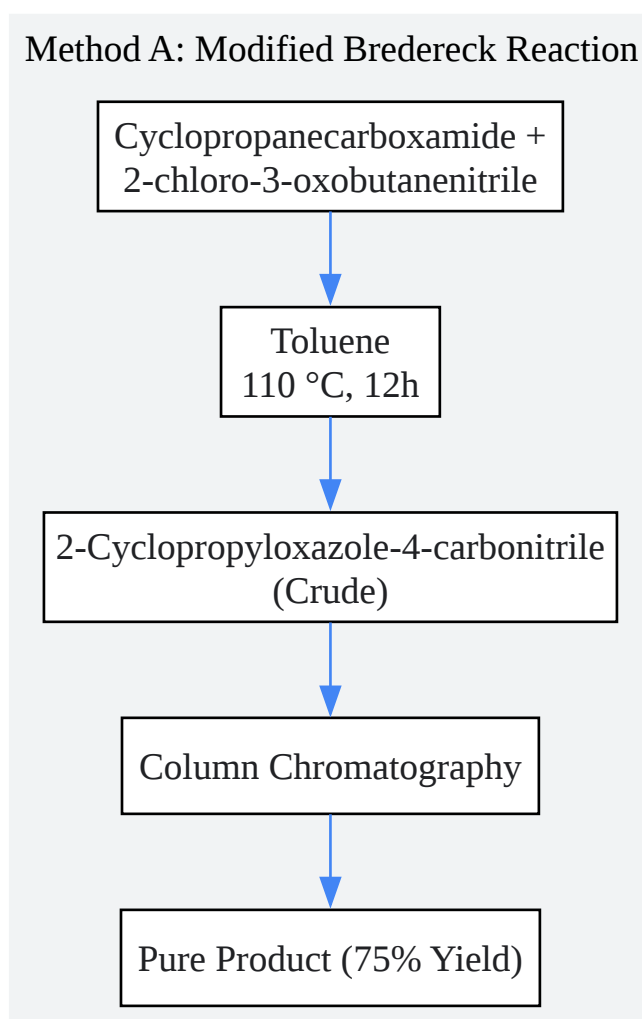 Method A: Modified Bredereck Reaction
Cyclopropanecarboxamide +
2-chloro-3-oxobutanenitrile
Toluene
110 °C, 12h
2-Cyclopropyloxazole-4-carbonitrile
(Crude)
Column Chromatography
Pure Product (75% Yield)